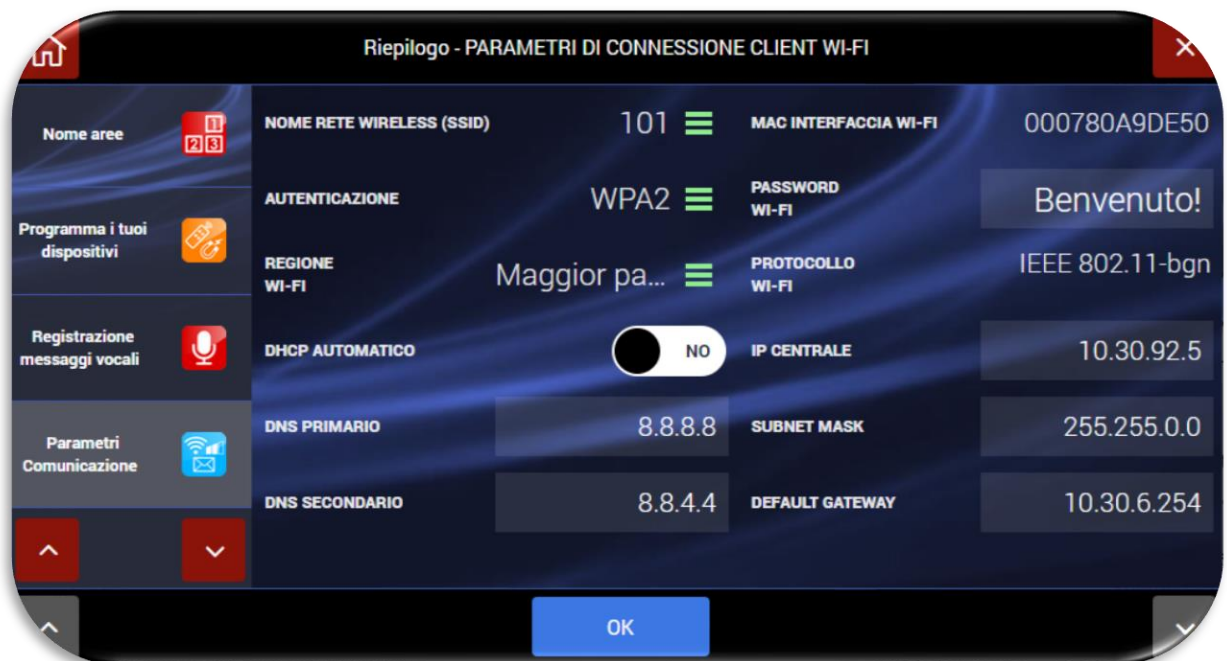 Riepilogo - PARAMETRI DI CONNESSIONE CLIENT WI-FI
Nome aree
1
2 3
Programma i tuoi
dispositivi
Registrazione
messaggi vocali
Parametri
Comunicazione
NOME RETE WIRELESS (SSID)
101
MAC INTERFACCIA WI-FI
000780A9DE50
AUTENTICAZIONE
WPA2
PASSWORD
WI-FI
Benvenuto!
REGIONE
WI-FI
Maggior pa...
PROTOCOLLO
WI-FI
IEEE 802.11-bgn
DHCP AUTOMATICO
NO
IP CENTRALE
10.30.92.5
DNS PRIMARIO
8.8.8.8
SUBNET MASK
255.255.0.0
DNS SECONDARIO
8.8.4.4
DEFAULT GATEWAY
10.30.6.254
OK